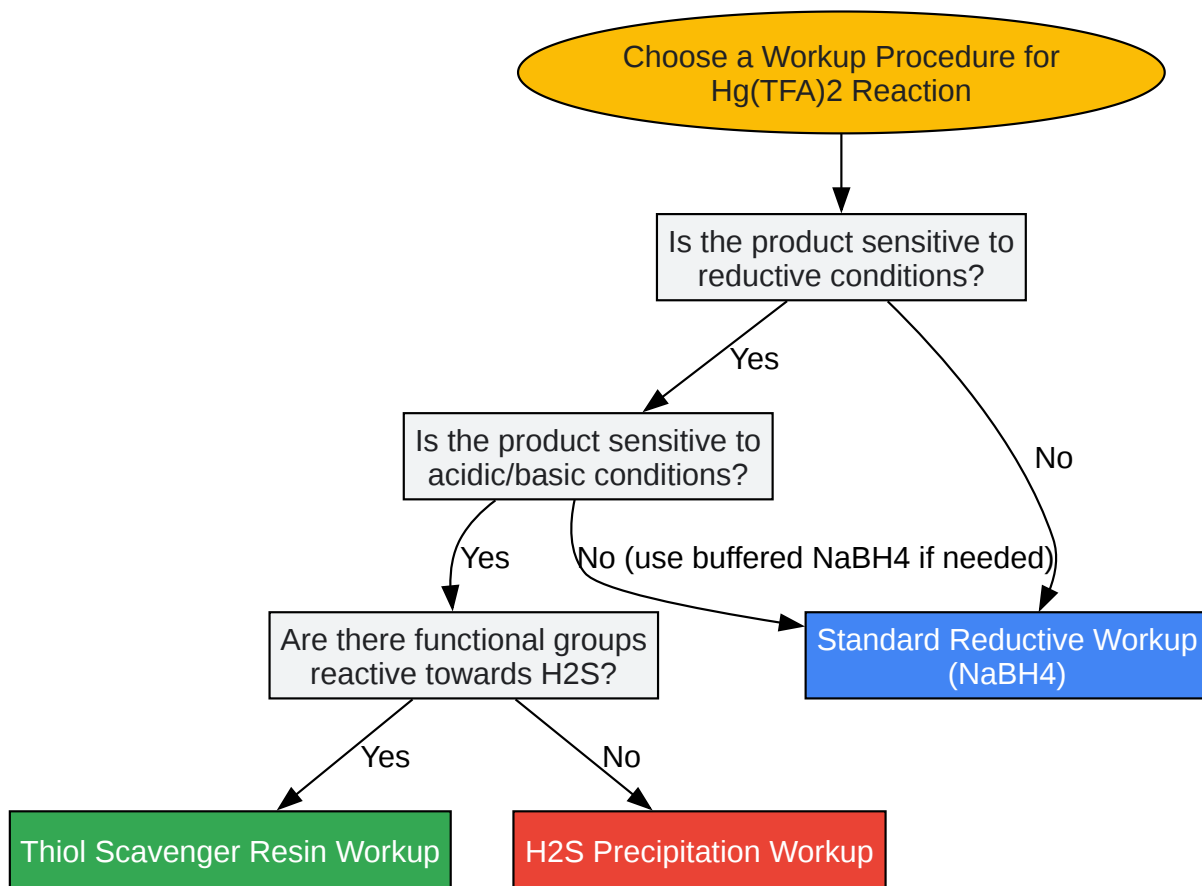 Choose a Workup Procedure for
Hg(TFA)2 Reaction
Is the product sensitive to
reductive conditions?
Yes
No
Is the product sensitive to
acidic/basic conditions?
Yes
No (use buffered NaBH4 if needed)
Are there functional groups
reactive towards H2S?
Standard Reductive Workup
(NaBH4)
Yes
No
Thiol Scavenger Resin Workup
H2S Precipitation Workup